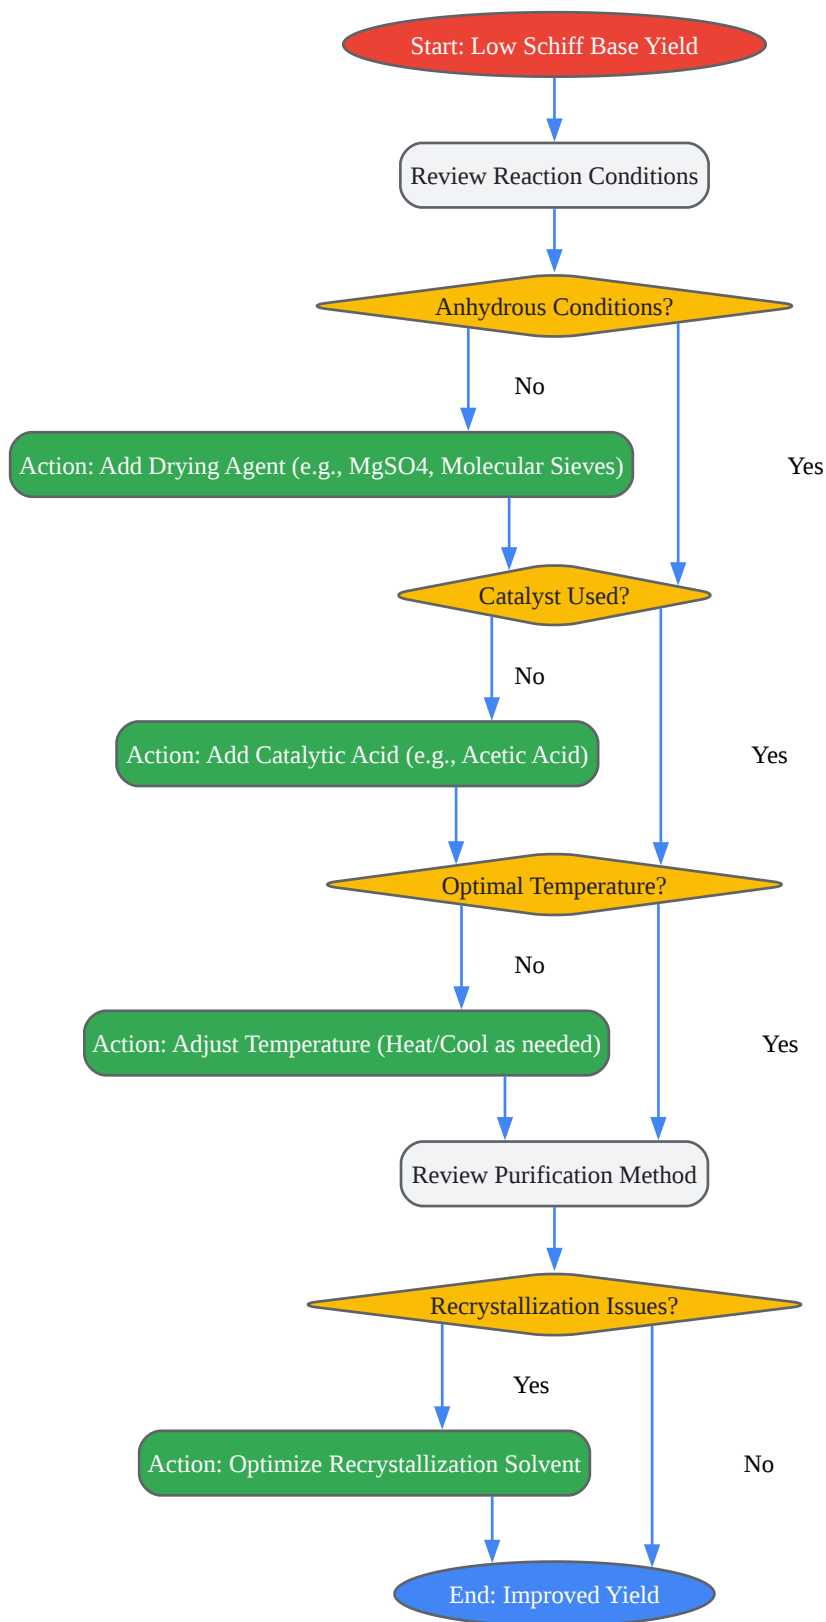 Start: Low Schiff Base Yield
Review Reaction Conditions
Anhydrous Conditions?
No
Action: Add Drying Agent (e.g., MgSO4, Molecular Sieves)
Yes
Catalyst Used?
No
Action: Add Catalytic Acid (e.g., Acetic Acid)
Yes
Optimal Temperature?
No
Action: Adjust Temperature (Heat/Cool as needed)
Yes
Review Purification Method
Recrystallization Issues?
Yes
Action: Optimize Recrystallization Solvent
No
End: Improved Yield